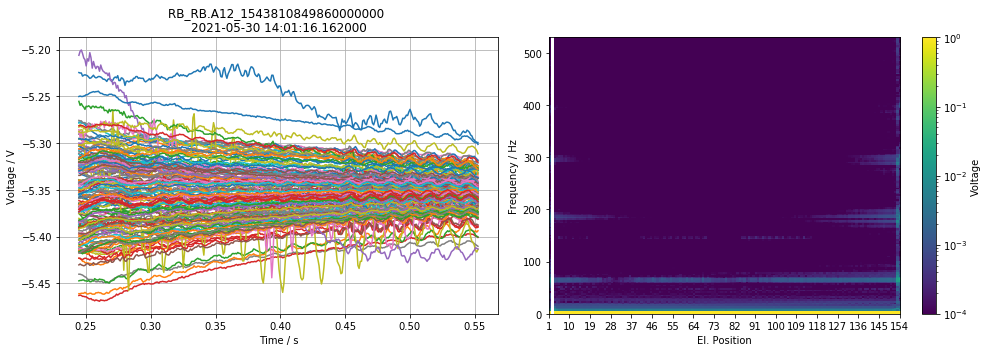 RB_RB.A12_1543810849860000000
2021-05-30 14:01:16.162000
Voltage / V
−5.20
−5.25
−5.30
−5.35
−5.40
−5.45
0.25 0.30 0.35 0.40 0.45 0.50 0.55
Time / s
Frequency / Hz
500
400
300
200
100
0
1 10 19 28 37 46 55 64 73 82 91 100 109 118 127 136 145 154
El. Position
10⁰
10⁻¹
10⁻²
10⁻³
10⁻⁴
Voltage